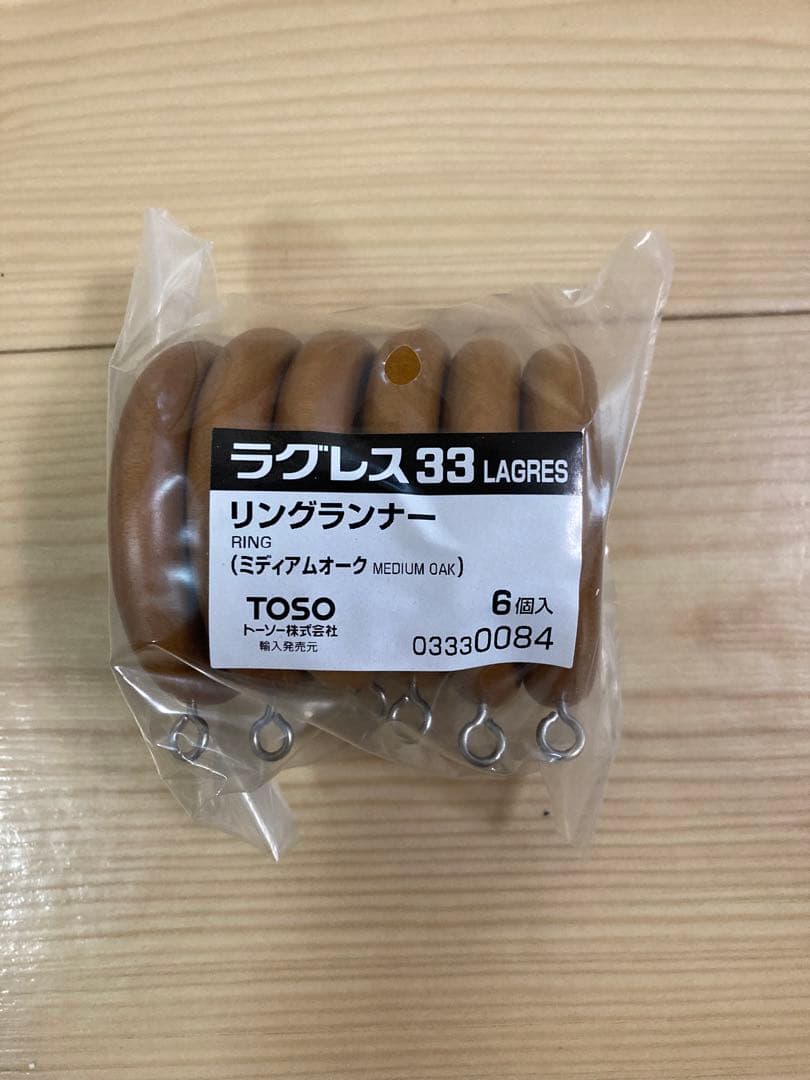 ラグレス33 LAGRES
リングランナー
RING
(ミディアムオーク MEDIUM OAK)
TOSO
6個入
トーソー株式会社
輸入発売元
03330084